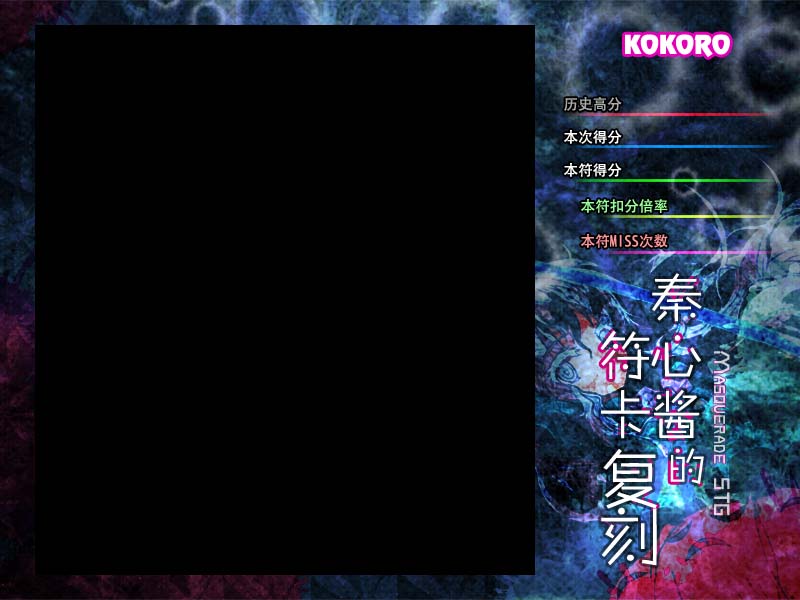 KOKORO
历史高分
本次得分
本符得分
本符扣分倍率
本符MISS次数
秦心酱的
符卡复刻
MASQUERADE STG